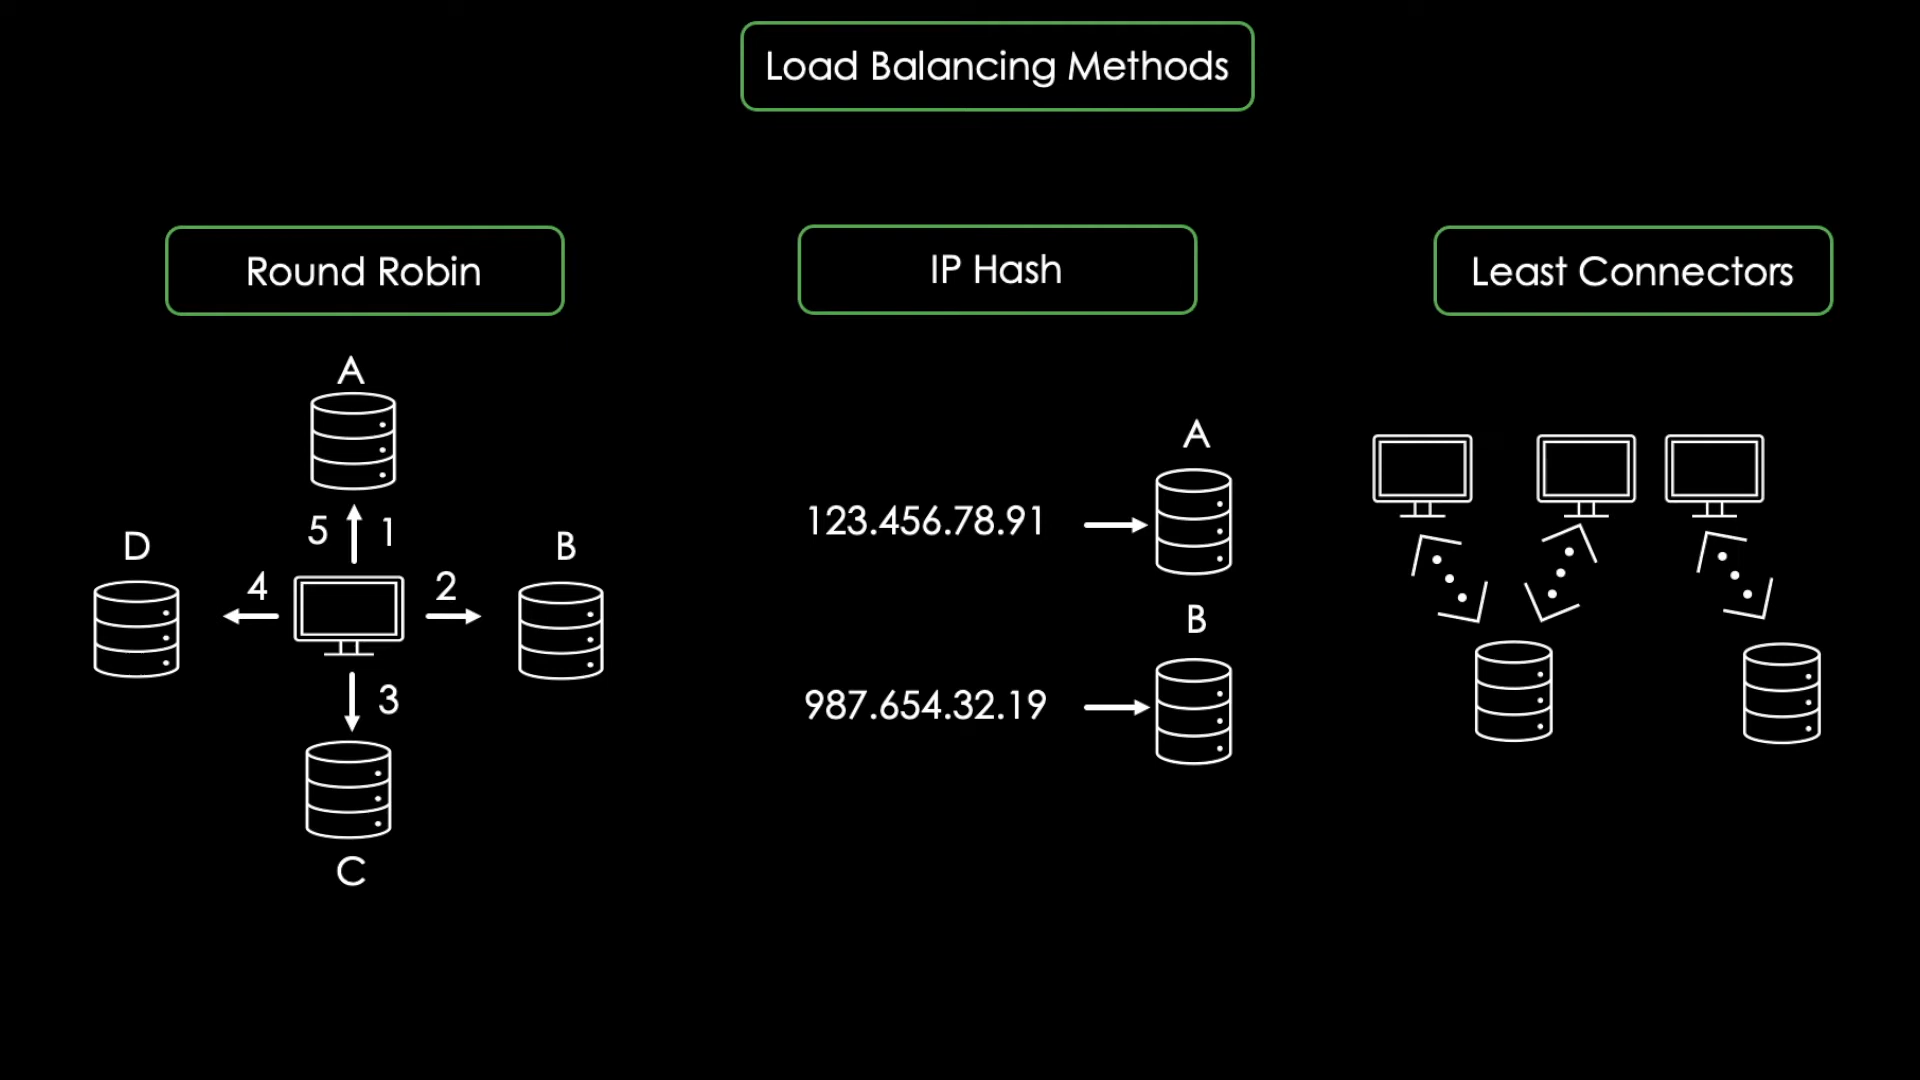 Load Balancing Methods
Round Robin
IP Hash
Least Connectors
A
5 1
D
B
4
2
3
C
A
123.456.78.91
B
987.654.32.19